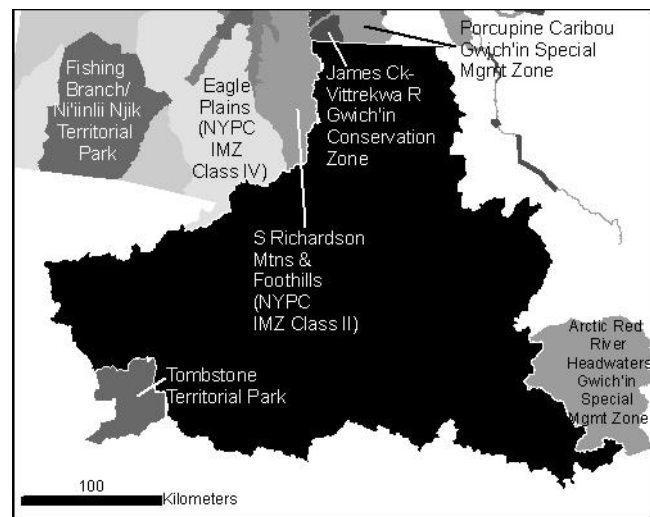 Porcupine Caribou
Gwich'in Special
Mgmt Zone
Fishing
Branch/
Ni'iinlii Njik
Territorial
Park
Eagle
Plains
(NYPC
IMZ
Class IV)
James Ck-
Vittrekwa R
Gwich'in
Conservation
Zone
S Richardson
Mtns &
Foothills
(NYPC
IMZ Class II)
Arctic Red
River
Headwaters
Gwich'in
Special
Mgmt Zone
Tombstone
Territorial Park
100
Kilometers